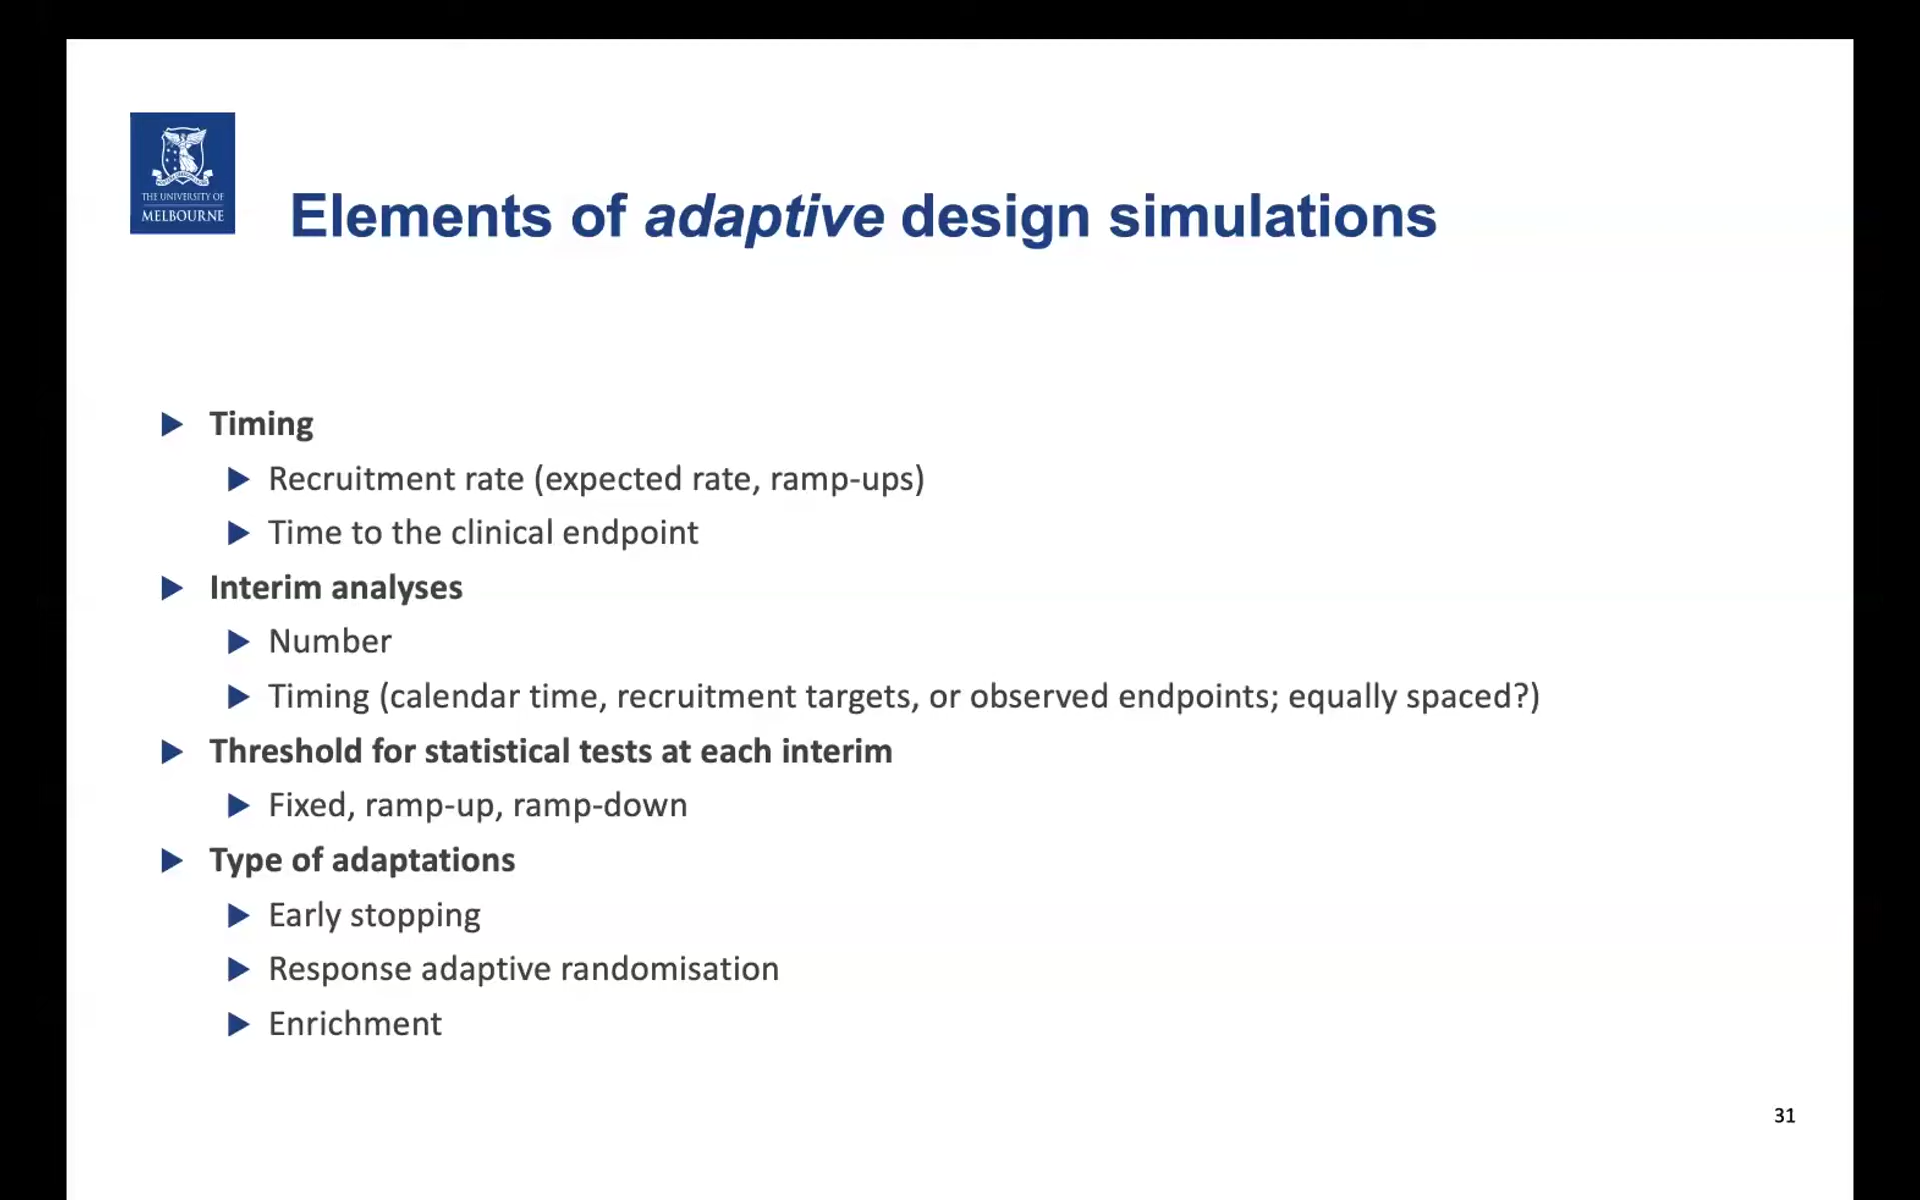 THE UNIVERSITY OF
MELBOURNE
Elements of adaptive design simulations
Timing
Recruitment rate (expected rate, ramp-ups)
Time to the clinical endpoint
Interim analyses
Number
Timing (calendar time, recruitment targets, or observed endpoints; equally spaced?)
Threshold for statistical tests at each interim
Fixed, ramp-up, ramp-down
Type of adaptations
Early stopping
Response adaptive randomisation
Enrichment
31